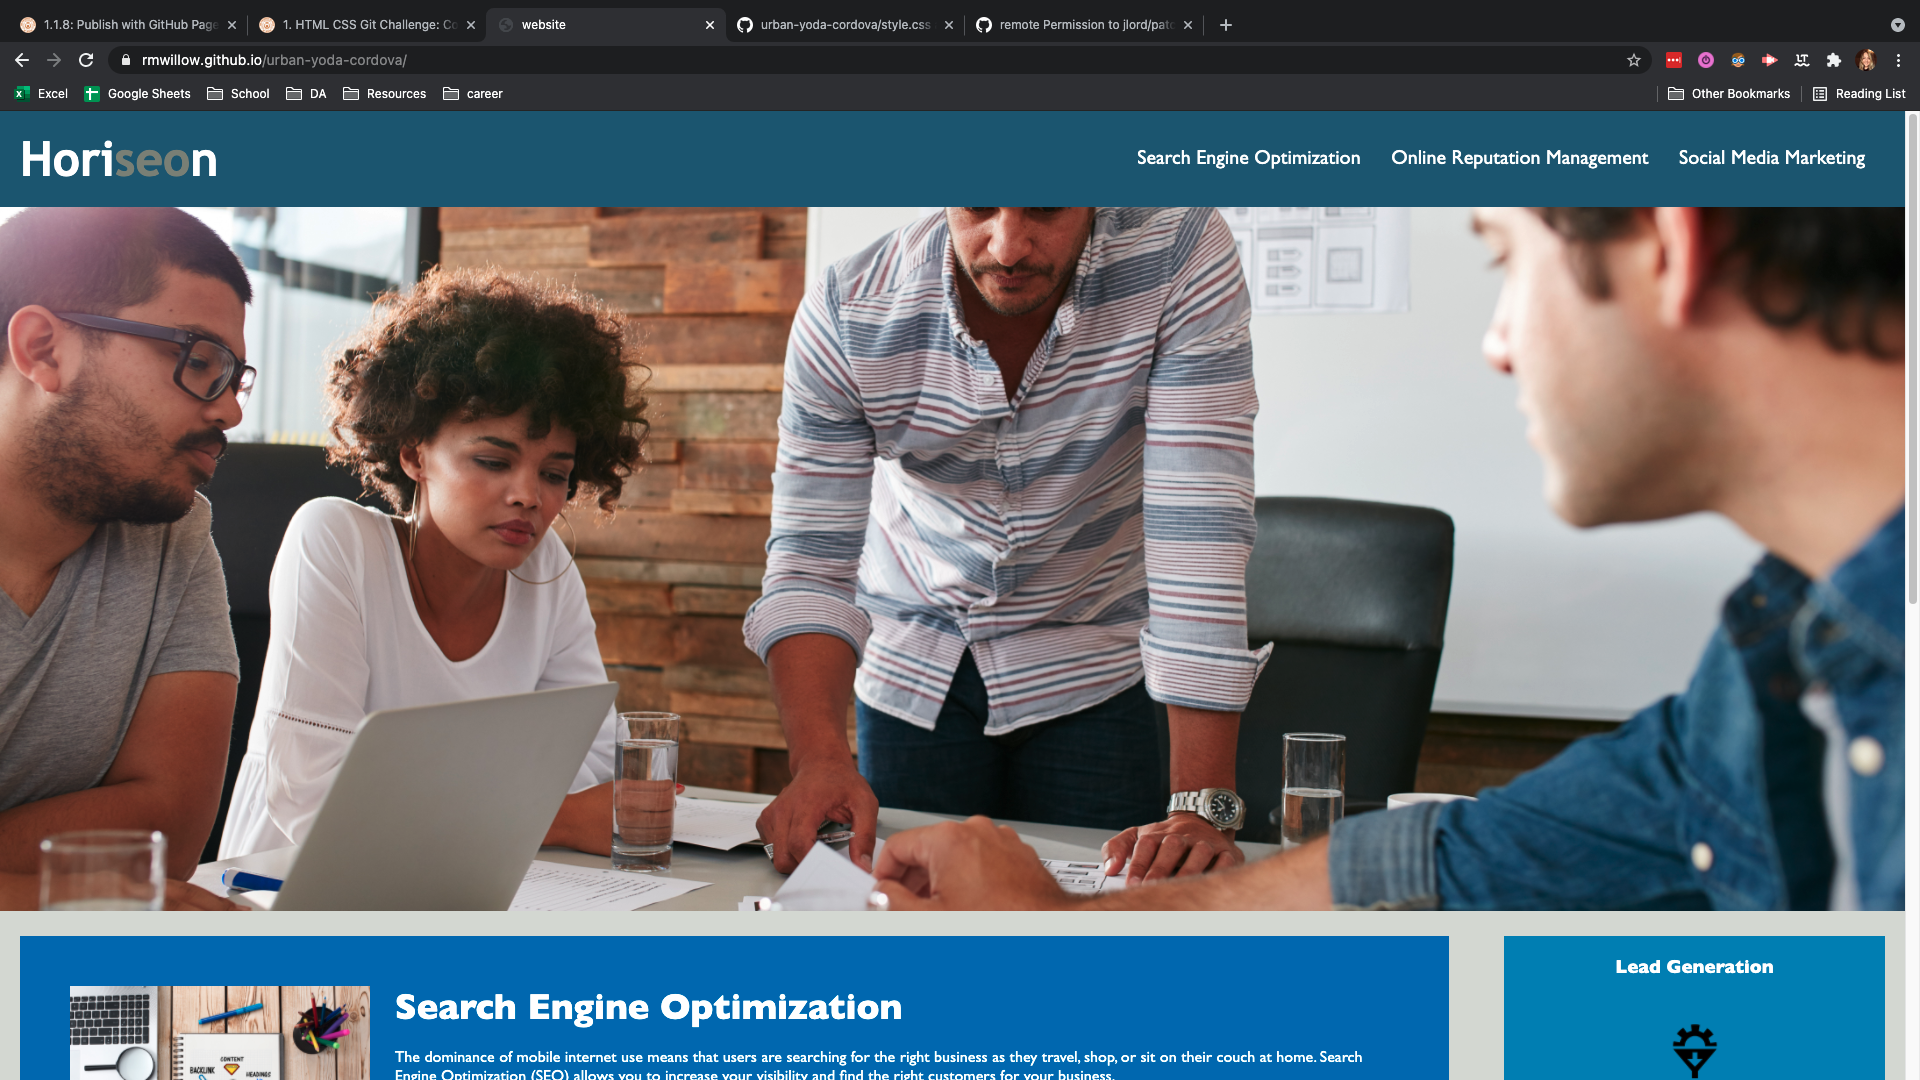 1.1.8: Publish with GitHub Page
1. HTML CSS Git Challenge: Co
website
urban-yoda-cordova/style.css
remote Permission to jlord/patc
rmwillow.github.io/urban-yoda-cordova/
Excel
Google Sheets
School
DA
Resources
career
Other Bookmarks
Reading List
Horiseon
Search Engine Optimization
Online Reputation Management
Social Media Marketing
CONTENT
BACKLINK
HEADINGS
Search Engine Optimization
The dominance of mobile internet use means that users are searching for the right business as they travel, shop, or sit on their couch at home. Search
Engine Optimization (SEO) allows you to increase your visibility and find the right customers for your business.
Lead Generation